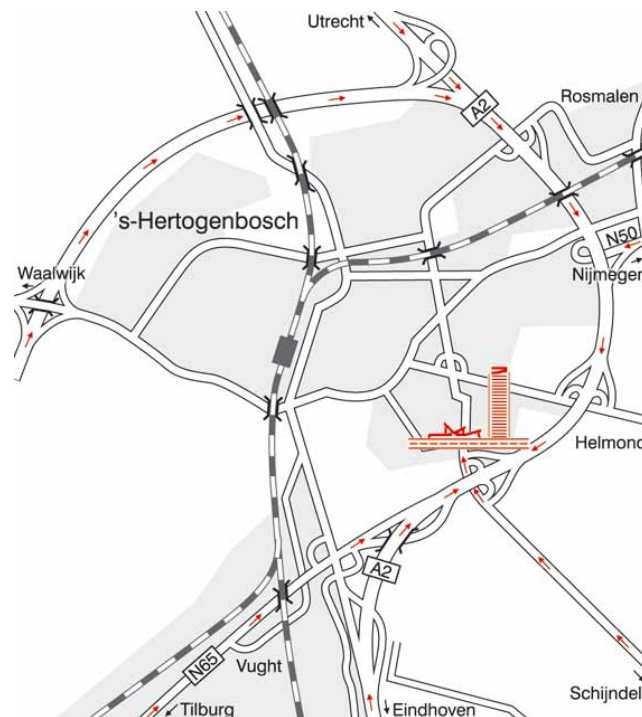 Utrecht
Rosmalen
A2
's-Hertogenbosch
N50
Waalwijk
Nijmegen
Helmond
A2
Vught
N65
Schijndel
Tilburg
Eindhoven